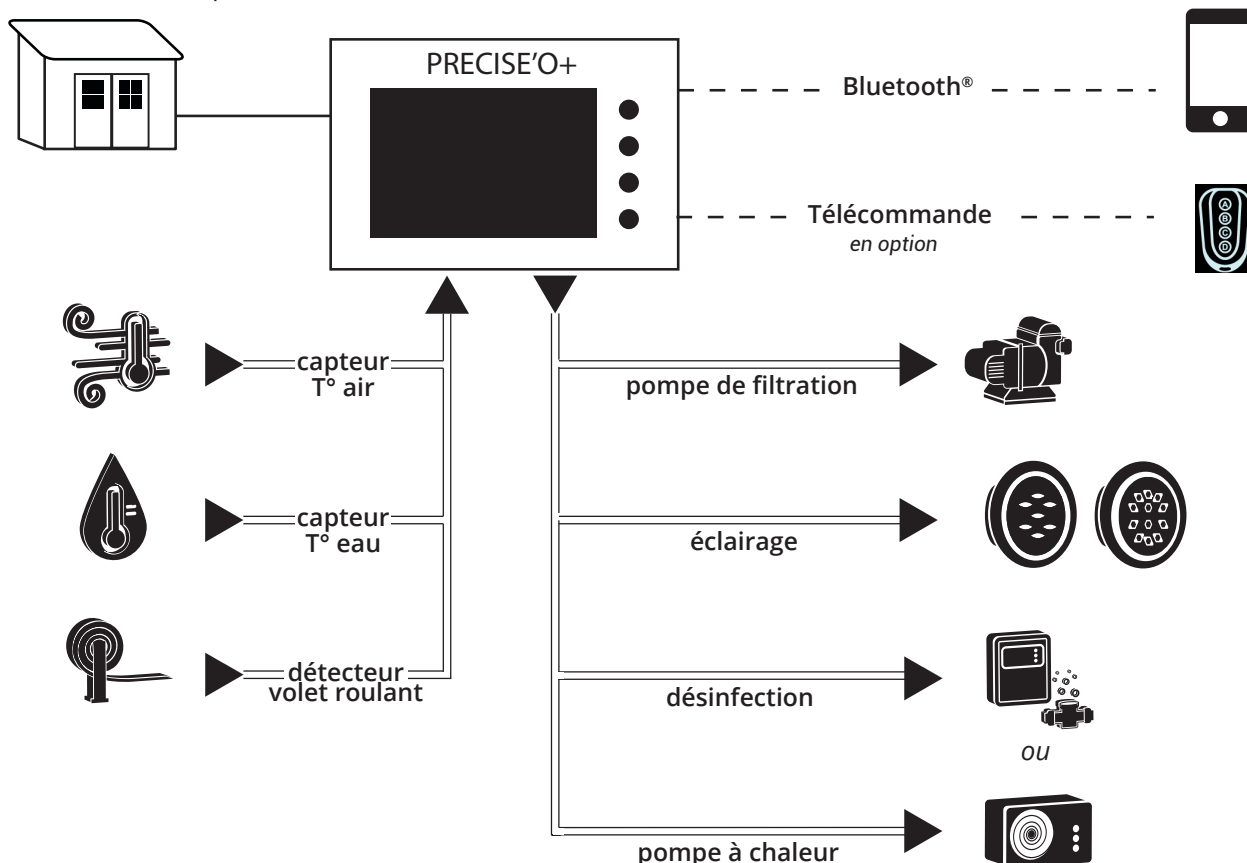 PRECISE'O+
Bluetooth®
Télécommande
en option
A
B
C
D
capteur
T° air
capteur
T° eau
détecteur
volet roulant
pompe de filtration
éclairage
désinfection
ou
pompe à chaleur